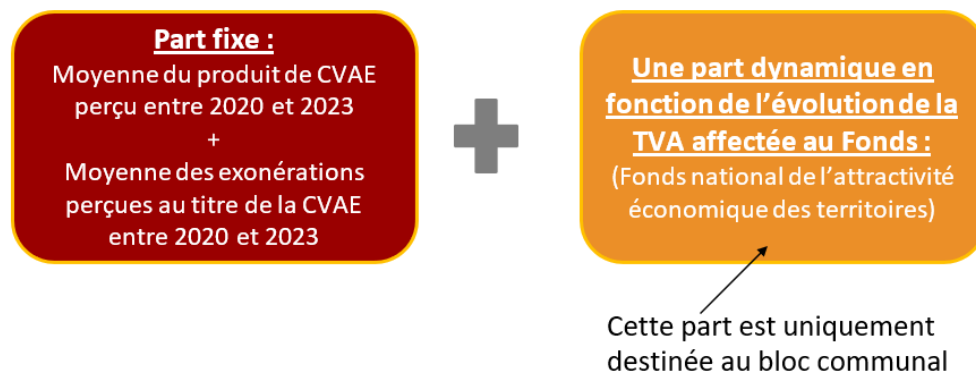 Part fixe :
Moyenne du produit de CVAE
perçu entre 2020 et 2023
+
Moyenne des exonérations
perçues au titre de la CVAE
entre 2020 et 2023
Une part dynamique en
fonction de l’évolution de la
TVA affectée au Fonds :
(Fonds national de l’attractivité
économique des territoires)
Cette part est uniquement
destinée au bloc communal